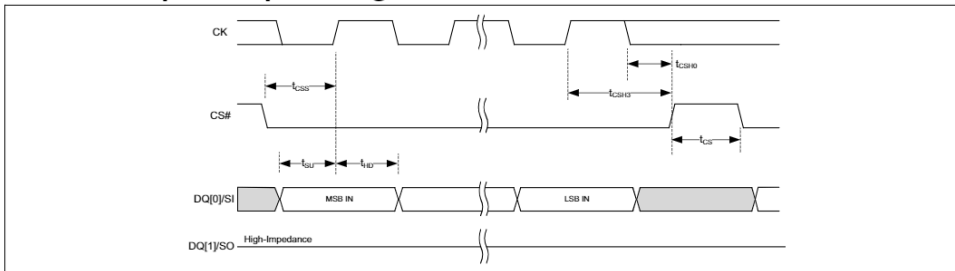 CK
tCSH0
tCSS
tCSH3
CS#
tCS
tSU
tHD
DQ[0]/SI
MSB IN
LSB IN
High-Impedance
DQ[1]/SO